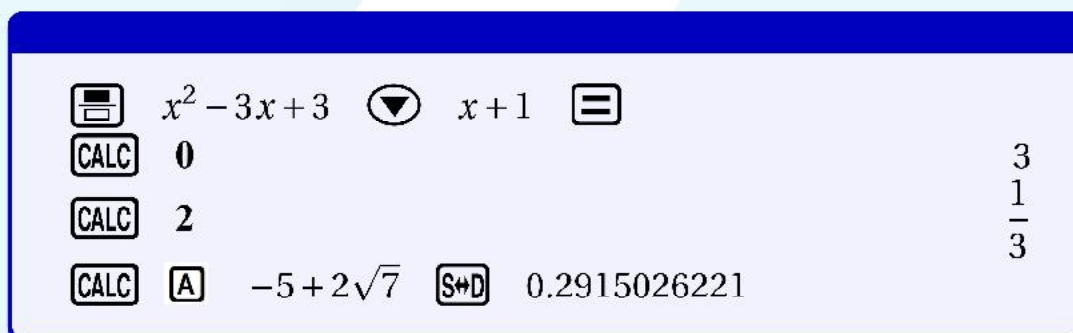 x² − 3x + 3 ▼ x + 1 =
CALC 0 3
CALC 2 1/3
CALC A −5 + 2√7 S⇔D 0.2915026221